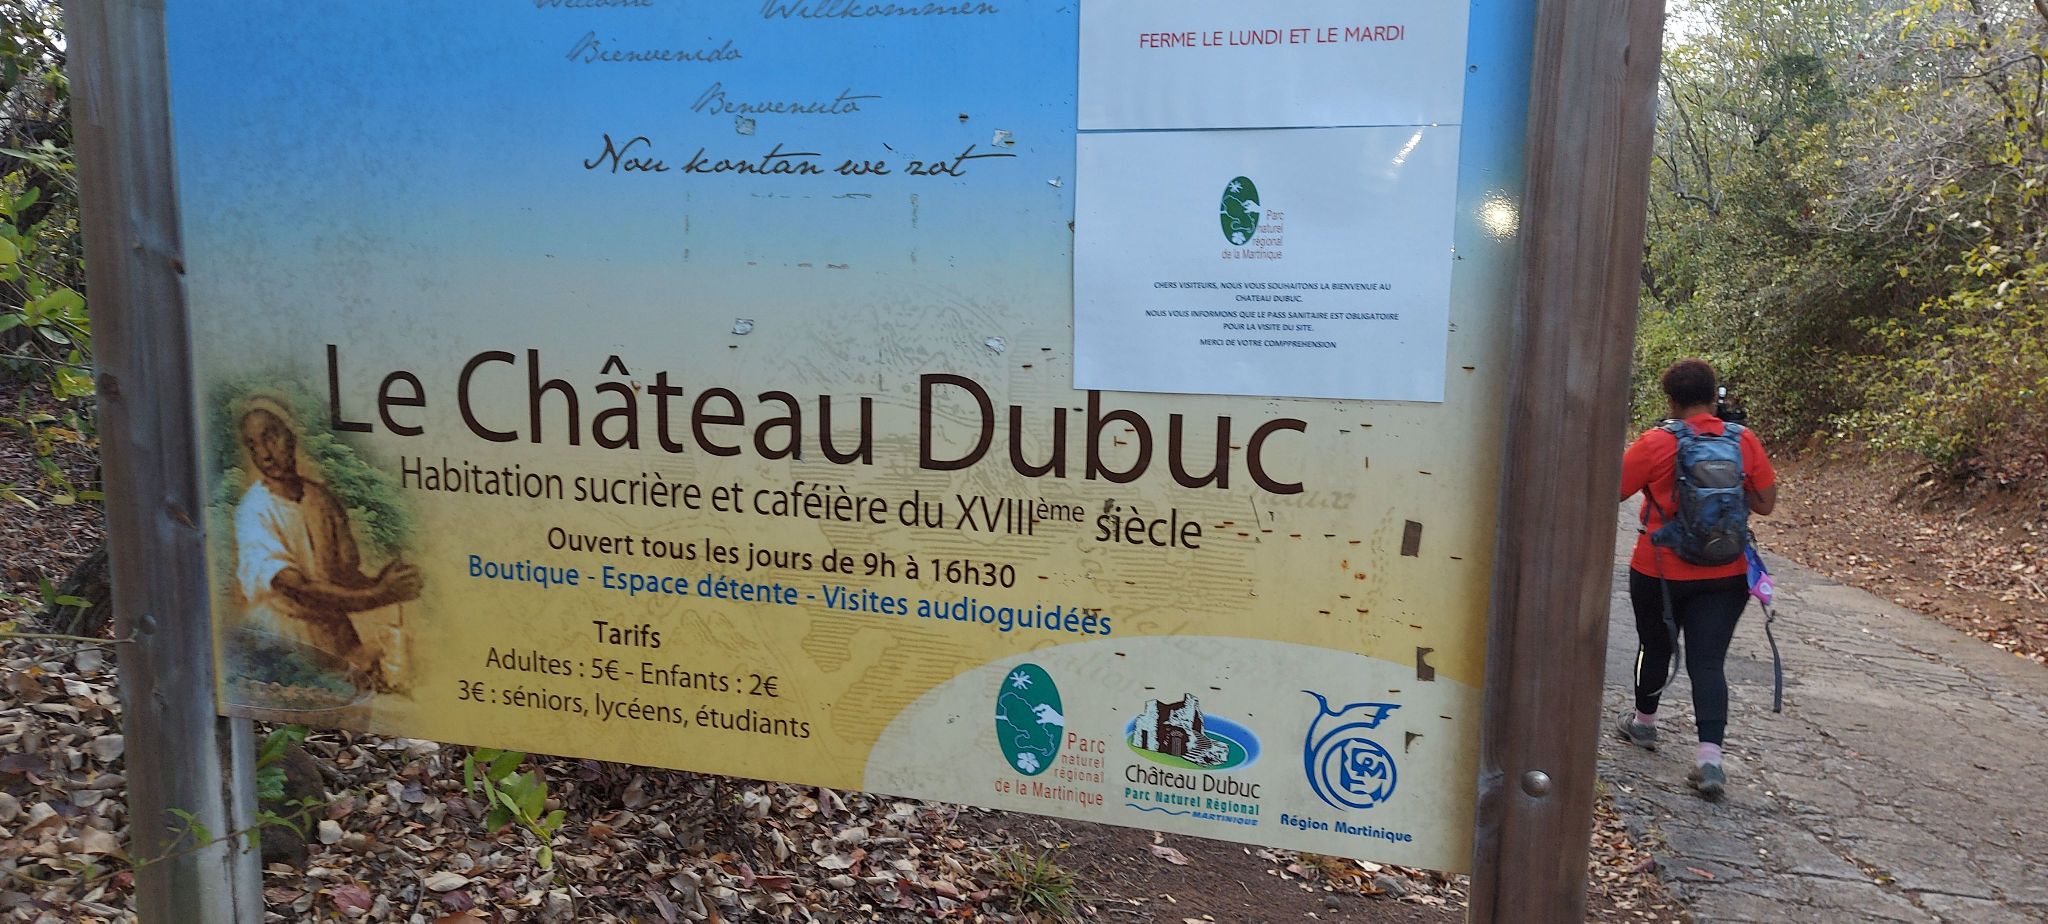 Welcome
Willkommen
Bienvenido
Benvenuto
Nou kontan wè zot
FERME LE LUNDI ET LE MARDI
Parc
naturel
régional
de la Martinique
CHERS VISITEURS, NOUS VOUS SOUHAITONS LA BIENVENUE AU
CHATEAU DUBUC.
NOUS VOUS INFORMONS QUE LE PASS SANITAIRE EST OBLIGATOIRE
POUR LA VISITE DU SITE.
MERCI DE VOTRE COMPPREHENSION
Le Château Dubuc
Habitation sucrière et caféière du XVIIIème siècle
Ouvert tous les jours de 9h à 16h30
Boutique - Espace détente - Visites audioguidées
Tarifs
Adultes : 5€ - Enfants : 2€
3€ : séniors, lycéens, étudiants
Parc
naturel
régional
de la Martinique
Château Dubuc
Parc Naturel Régional
MARTINIQUE
Région Martinique